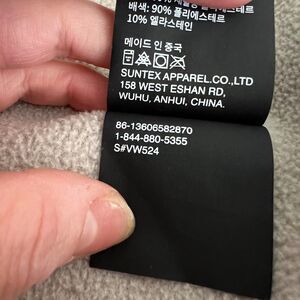 배색: 90% 폴리에스테르
10% 엘라스테인
메이드 인 중국
SUNTEX APPAREL.CO.,LTD
158 WEST ESHAN RD,
WUHU, ANHUI, CHINA.
86-13606582870
1-844-880-5355
S#VW524